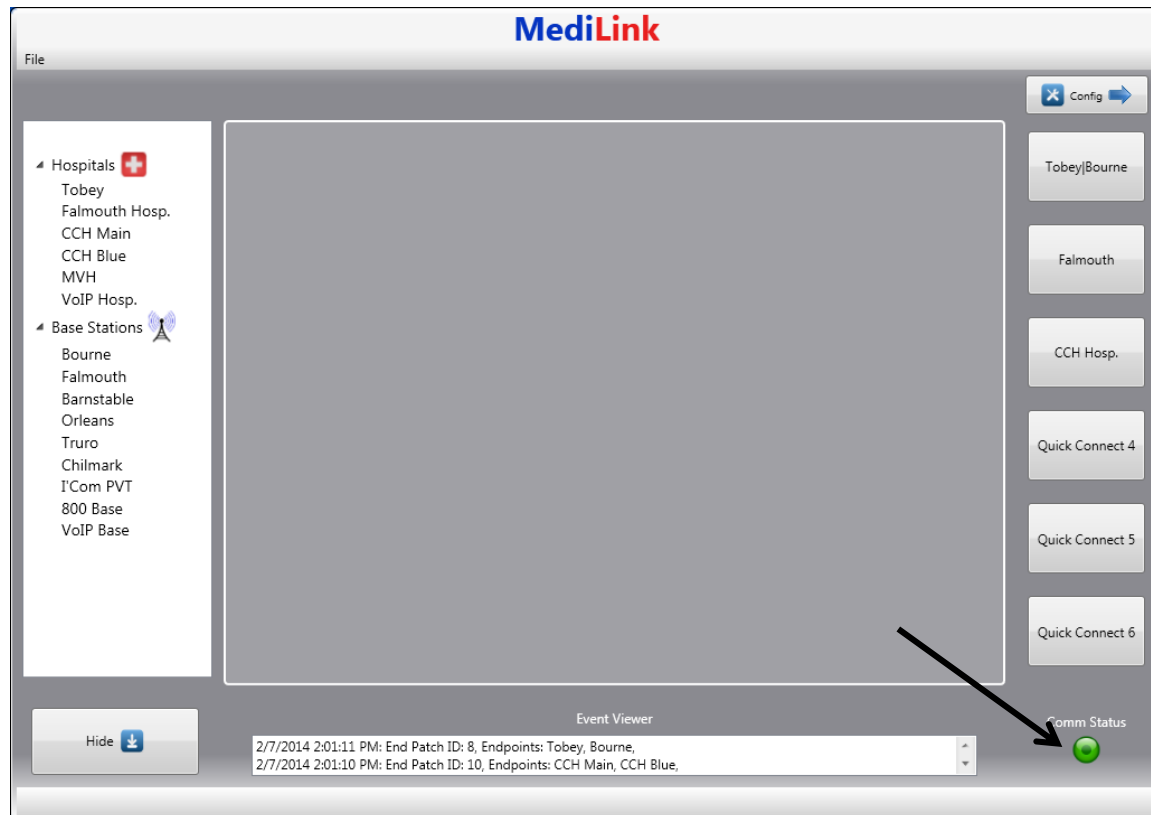 MediLink
File
Config
Hospitals
Tobey
Falmouth Hosp.
CCH Main
CCH Blue
MVH
VoIP Hosp.
Base Stations
Bourne
Falmouth
Barnstable
Orleans
Truro
Chilmark
I'Com PVT
800 Base
VoIP Base
Tobey|Bourne
Falmouth
CCH Hosp.
Quick Connect 4
Quick Connect 5
Quick Connect 6
Hide
Event Viewer
2/7/2014 2:01:11 PM: End Patch ID: 8, Endpoints: Tobey, Bourne,
2/7/2014 2:01:10 PM: End Patch ID: 10, Endpoints: CCH Main, CCH Blue,
Comm Status